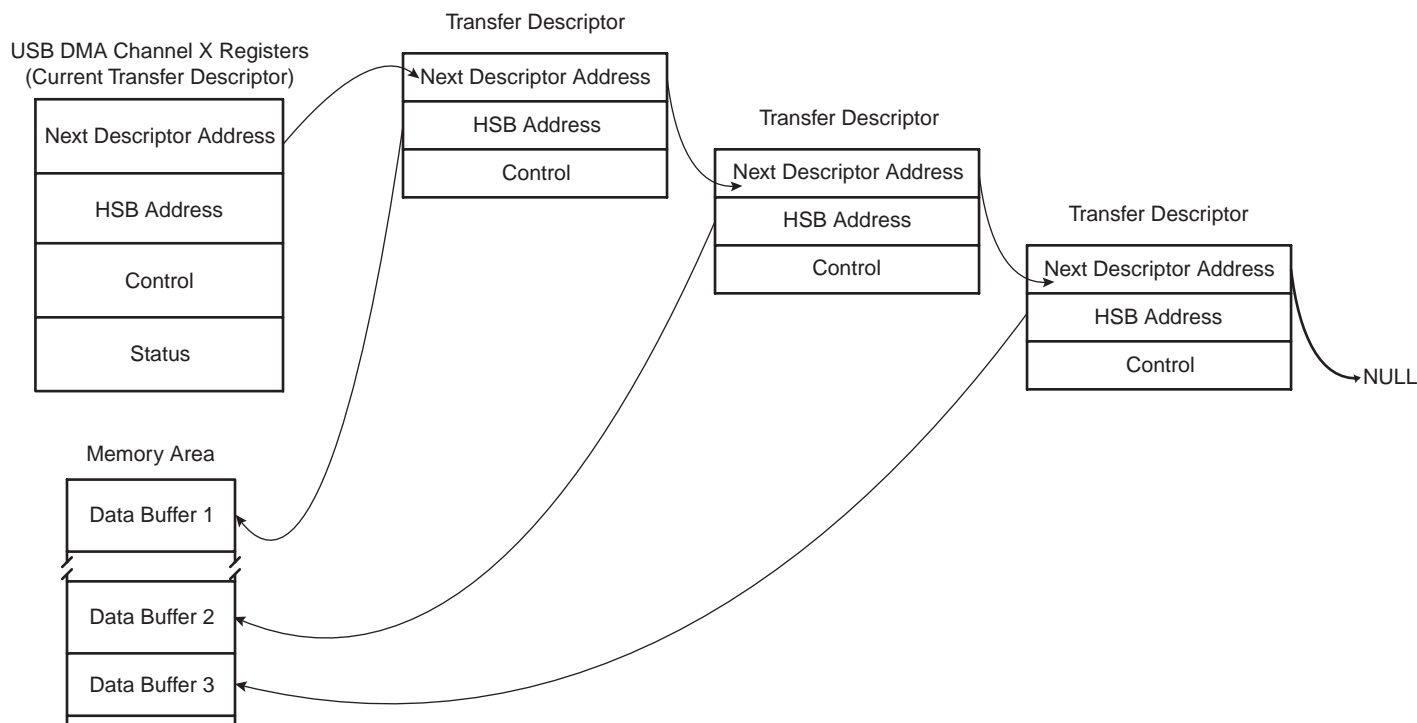 USB DMA Channel X Registers
(Current Transfer Descriptor)
Next Descriptor Address
HSB Address
Control
Status
Transfer Descriptor
Next Descriptor Address
HSB Address
Control
Transfer Descriptor
Next Descriptor Address
HSB Address
Control
Transfer Descriptor
Next Descriptor Address
HSB Address
Control
NULL
Memory Area
Data Buffer 1
Data Buffer 2
Data Buffer 3